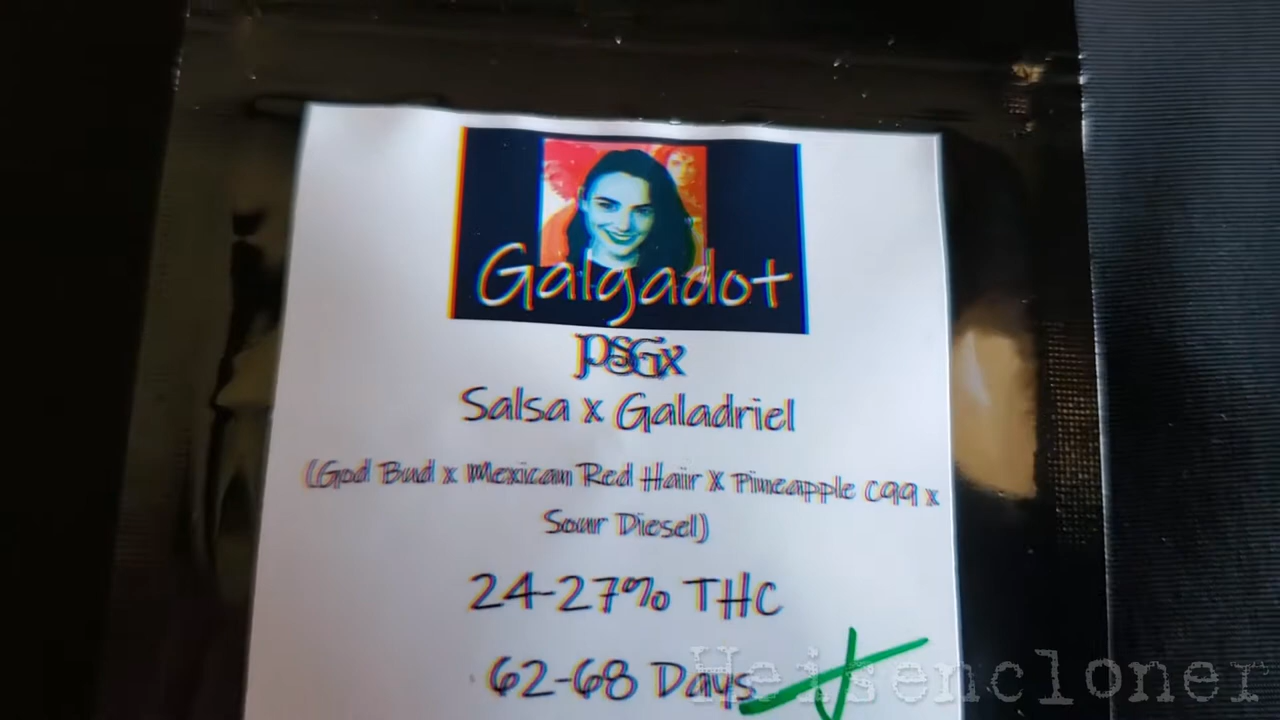 Galgadot
PSGx
Salsa x Galadriel
(God Bud x Mexican Red Hair X Pineapple C99 x
Sour Diesel)
24-27% THC
62-68 Days
Heisencloner